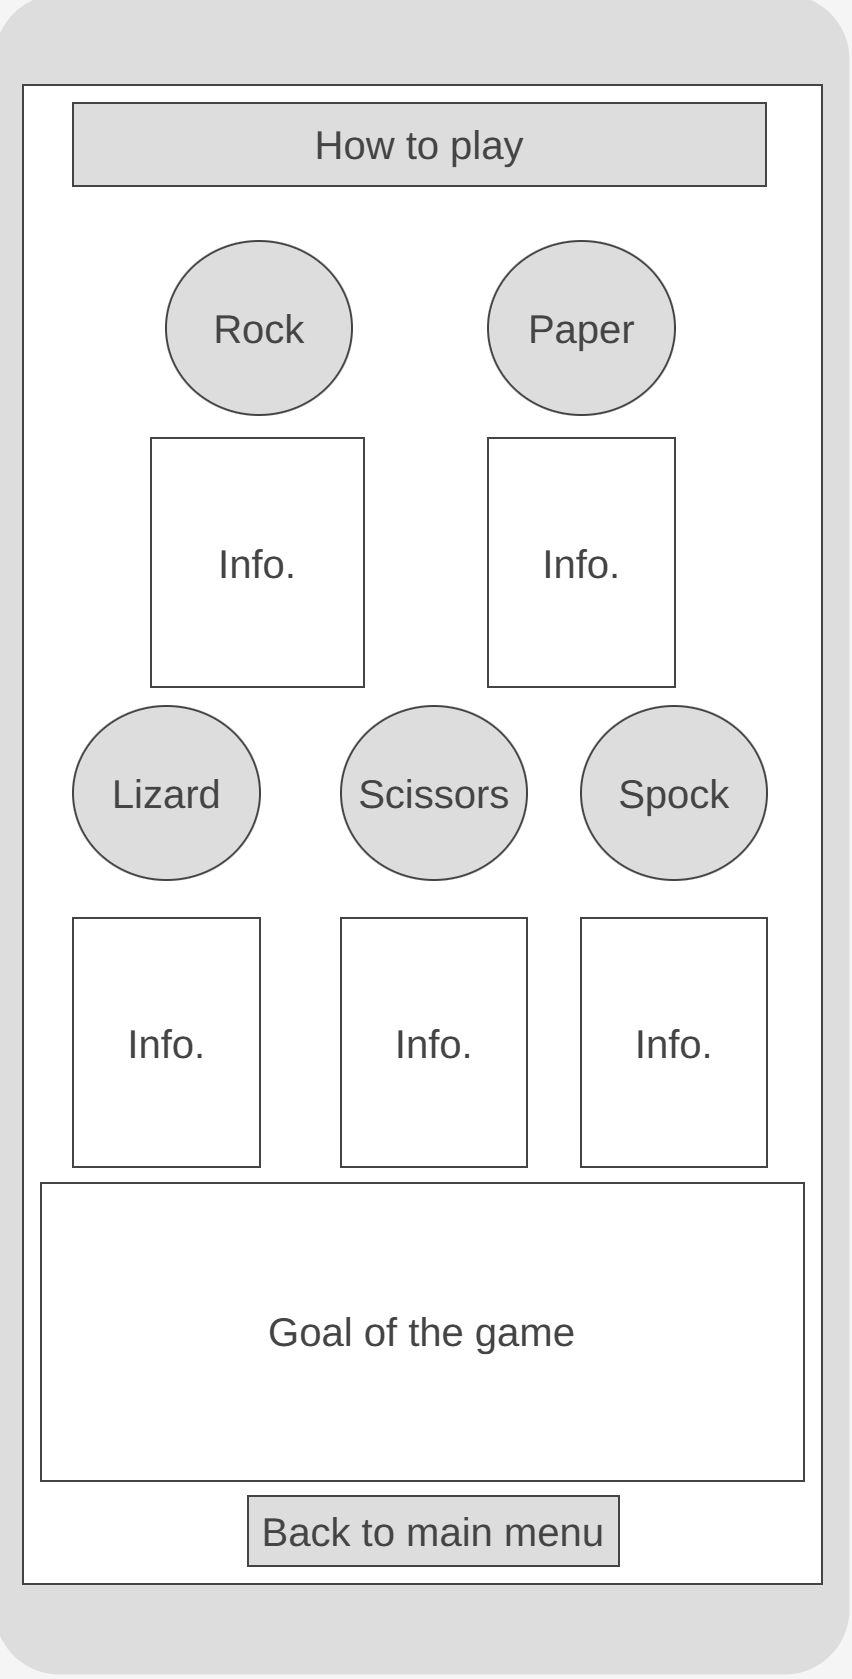 How to play
Rock
Paper
Info.
Info.
Lizard
Scissors
Spock
Info.
Info.
Info.
Goal of the game
Back to main menu